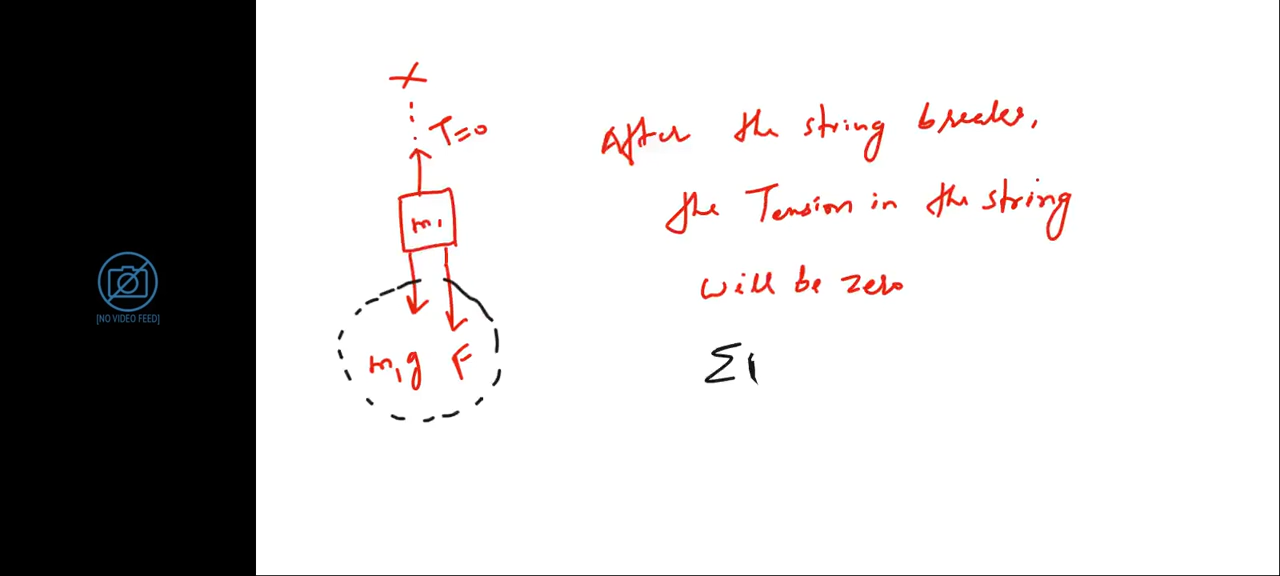 T=0
After the string breaks,
the Tension in the string
m₁
will be zero
[NO VIDEO FEED]
m₁g F
Σ